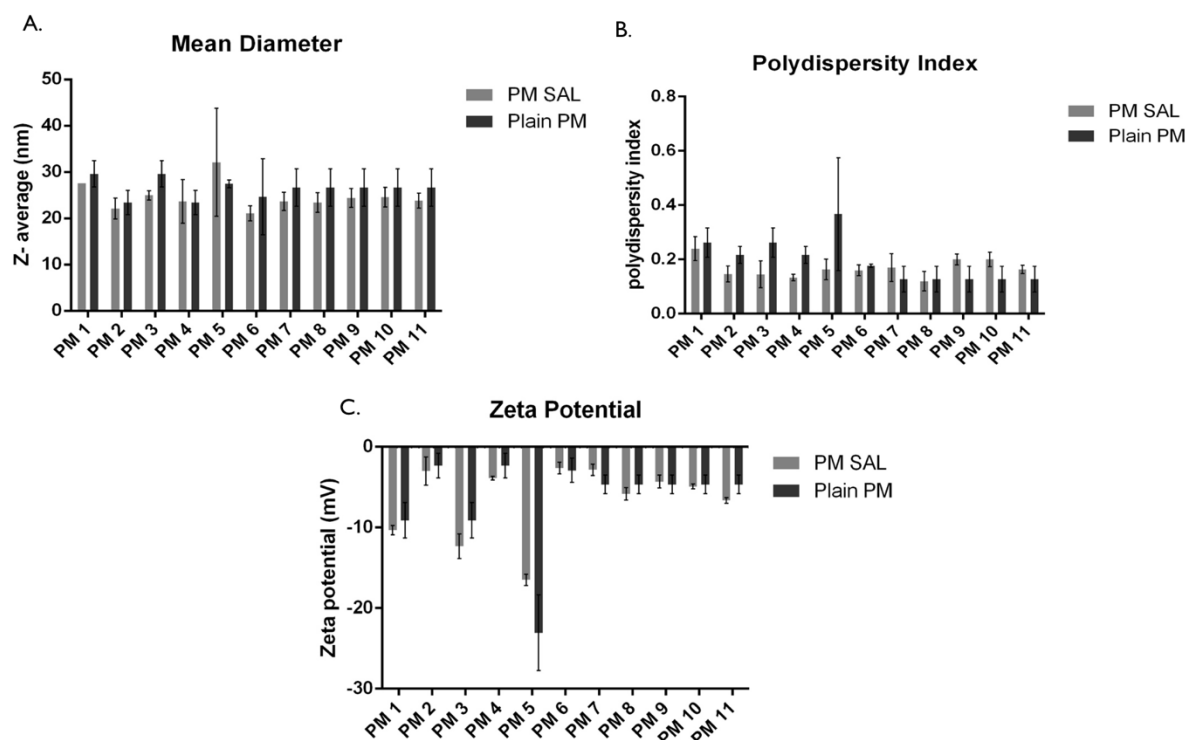 A.
Mean Diameter
Z- average (nm)
50
40
30
20
10
0
PM 1
PM 2
PM 3
PM 4
PM 5
PM 6
PM 7
PM 8
PM 9
PM 10
PM 11
PM SAL
Plain PM
B.
Polydispersity Index
polydispersity index
0.8
0.6
0.4
0.2
0.0
PM 1
PM 2
PM 3
PM 4
PM 5
PM 6
PM 7
PM 8
PM 9
PM 10
PM 11
PM SAL
Plain PM
C.
Zeta Potential
Zeta potential (mV)
0
-10
-20
-30
PM 1
PM 2
PM 3
PM 4
PM 5
PM 6
PM 7
PM 8
PM 9
PM 10
PM 11
PM SAL
Plain PM